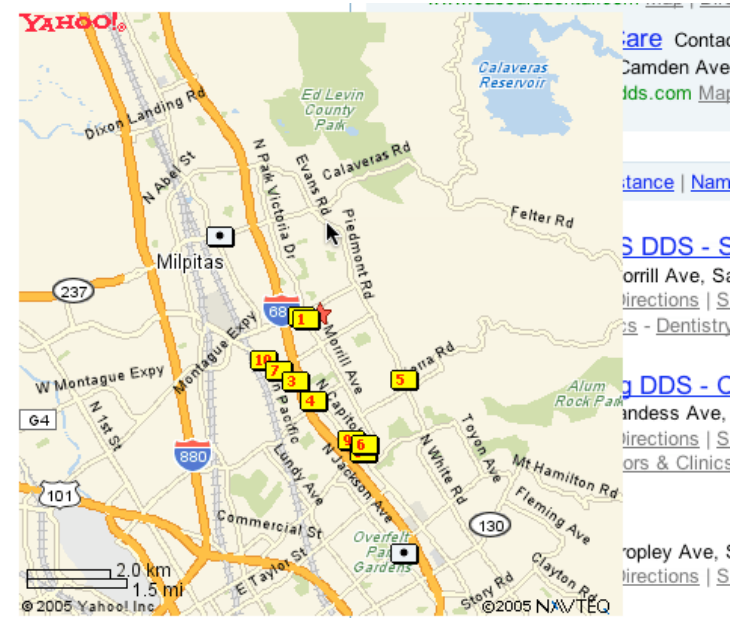 YAHOO!
Dixon Landing Rd
Ed Levin
County
Park
Calaveras
Reservoir
N Abel St
N Park Victoria Dr
Evans Rd
Calaveras Rd
Piedmont Rd
Felter Rd
Milpitas
237
680
1
Montague Expy
Morrill Ave
10
7
3
4
5
W Montague Expy
N Capitol
Alum
Rock Park
G4
N 1st St
880
9
6
Lundy Ave
N Jackson Ave
N White Rd
Toyon Ave
Mt Hamilton Rd
Fleming Ave
101
Commercial St
130
Overfelt
Gardens
E Taylor St
Clayton Rd
Story Rd
2.0 km
1.5 mi
©2005 Yahoo! Inc
©2005 NAVTEQ
Care Contac
Camden Ave
dds.com Map
stance | Nam
S DDS - S
orrill Ave, Sa
Directions | S
cs - Dentistry
g DDS - C
andess Ave,
Directions | S
ors & Clinics
ropley Ave, S
Directions | S